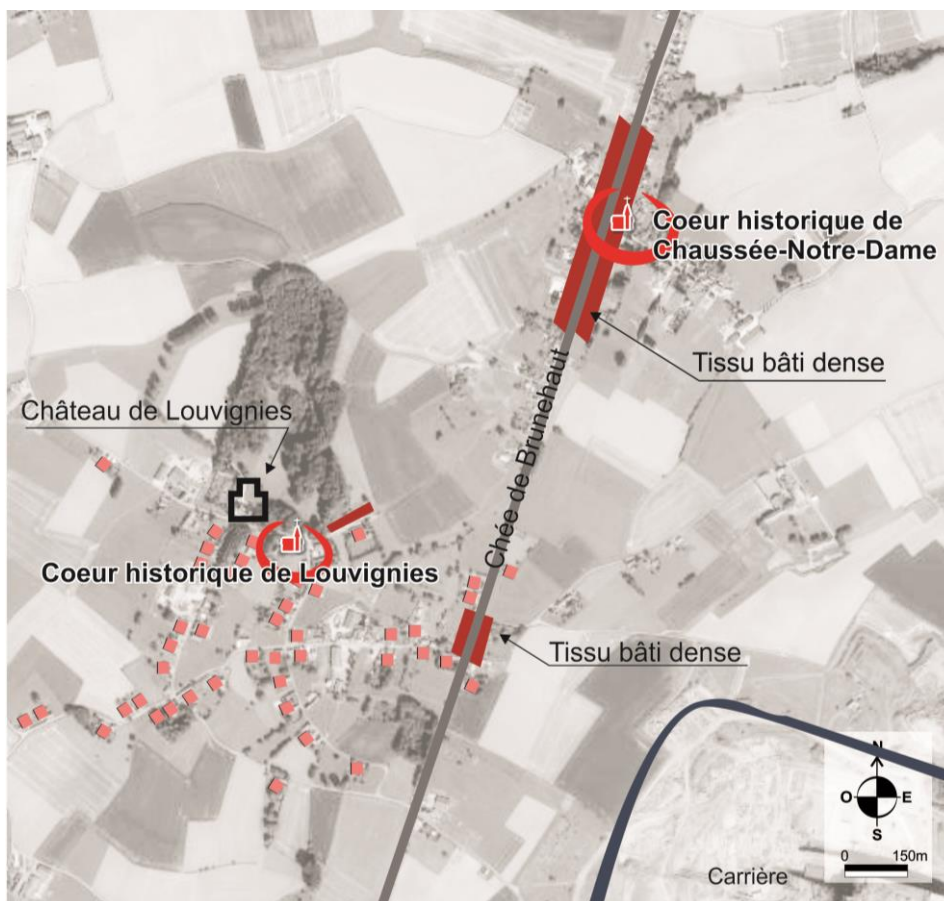 Coeur historique de
Chaussée-Notre-Dame
Tissu bâti dense
Chée de Brunehaut
Château de Louvignies
Coeur historique de Louvignies
Tissu bâti dense
N
O
E
S
0 150m
Carrière